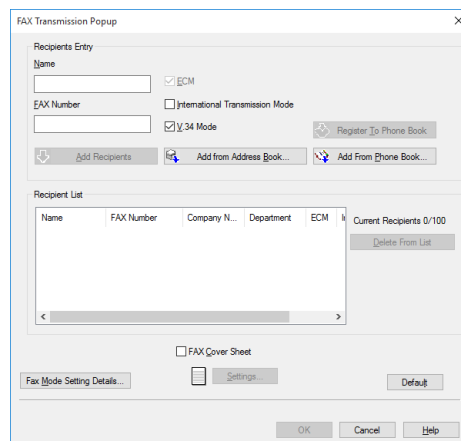 FAX Transmission Popup
Recipients Entry
Name
ECM
FAX Number
International Transmission Mode
V.34 Mode
Register To Phone Book
Add Recipients
Add from Address Book...
Add From Phone Book...
Recipient List
Name FAX Number Company N... Department ECM
Current Recipients 0/100
Delete From List
FAX Cover Sheet
Settings...
Fax Mode Setting Details...
Default
OK Cancel Help